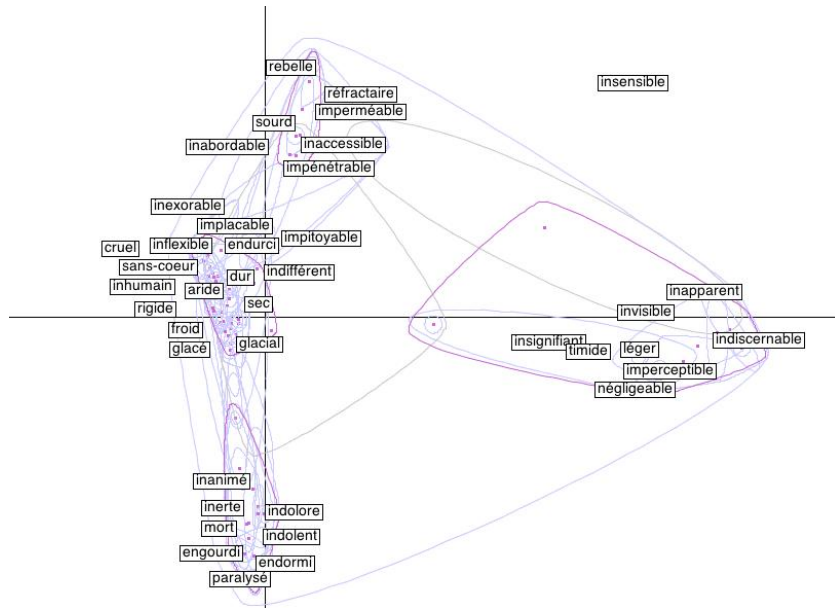 rebelle
insensible
réfractaire
imperméable
sourd
inabordable
inaccessible
impénétrable
inexorable
implacable
cruel
inflexible
endurci
impitoyable
sans-coeur
dur
indifférent
inhumain
aride
inapparent
rigide
sec
invisible
froid
glacé
glacial
insignifiant
timide
léger
indiscernable
imperceptible
négligeable
inanimé
inerte
indolore
mort
indolent
engourdi
endormi
paralysé